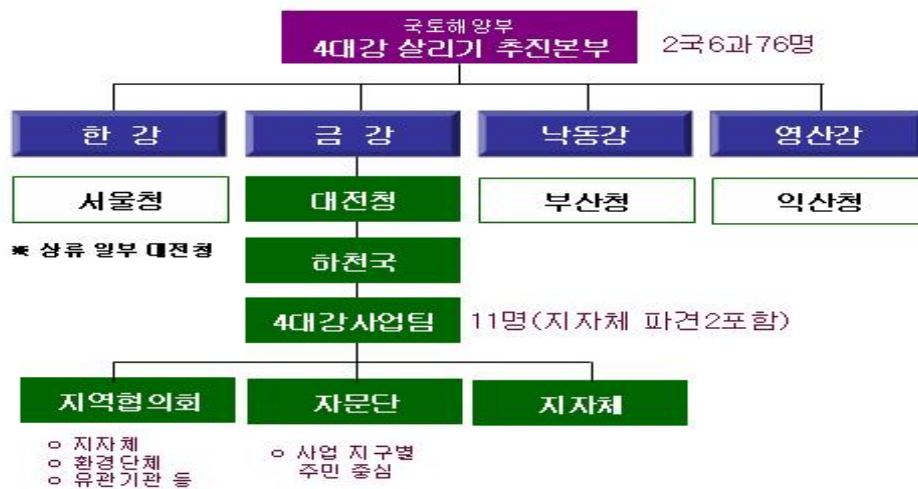 국토해양부
4대강 살리기 추진본부
2국6과76명
한 강
금 강
낙동강
영산강
서울청
대전청
부산청
익산청
※ 상류 일부 대전청
하천국
4대강사업팀
11명(지자체 파견2포함)
지역협의회
자문단
지자체
○ 지자체
○ 환경단체
○ 유관기관 등
○ 사업 지구별
주민 중심